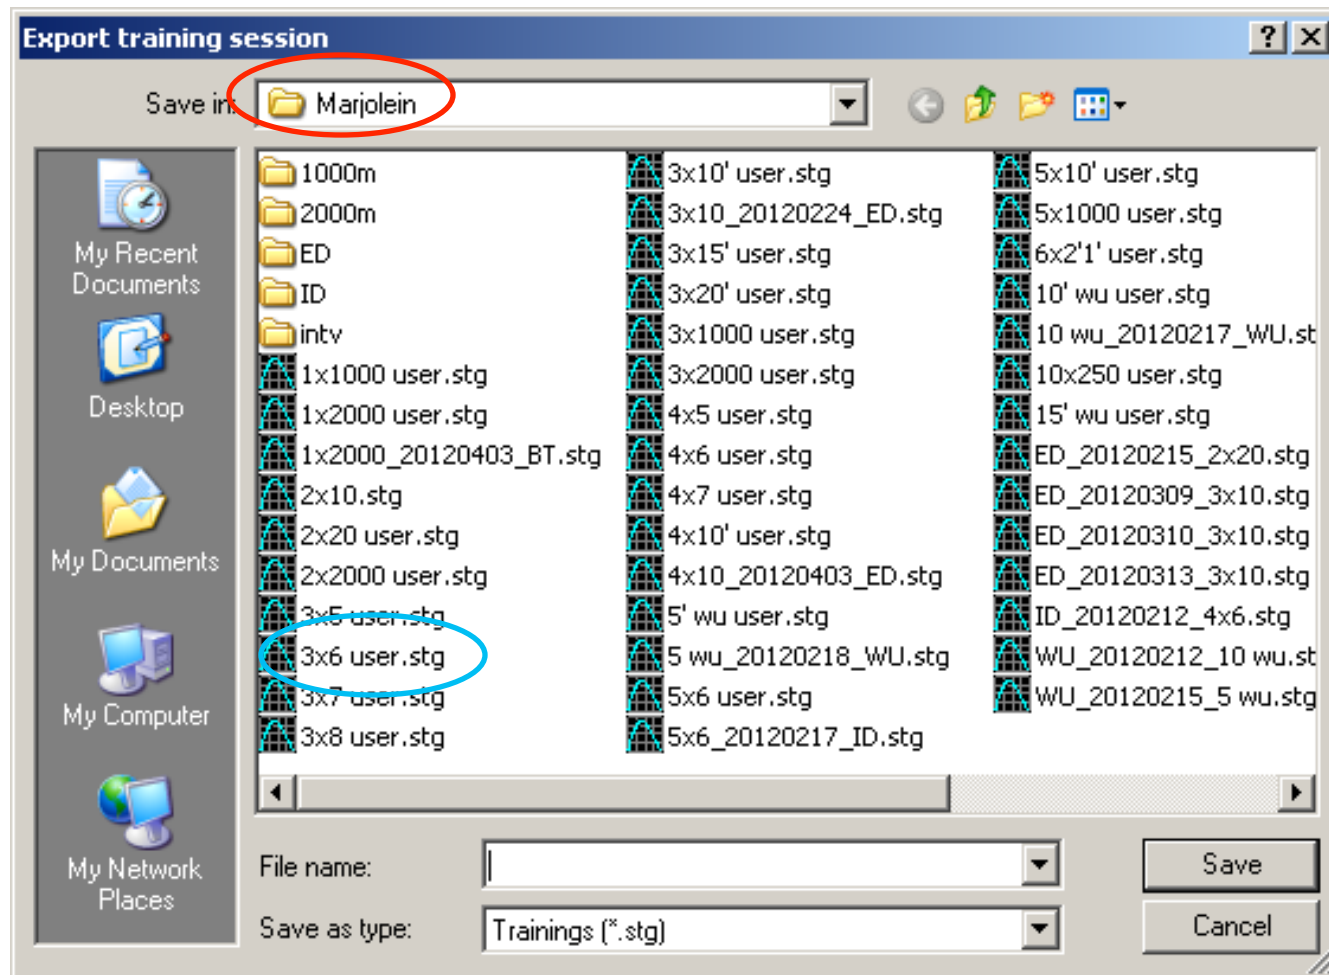 Export training session
Save in:
Marjolein
My Recent
Documents
Desktop
My Documents
My Computer
My Network
Places
1000m
2000m
ED
ID
intv
1x1000 user.stg
1x2000 user.stg
1x2000_20120403_BT.stg
2x10.stg
2x20 user.stg
2x2000 user.stg
3x5 user.stg
3x6 user.stg
3x7 user.stg
3x8 user.stg
3x10' user.stg
3x10_20120224_ED.stg
3x15' user.stg
3x20' user.stg
3x1000 user.stg
3x2000 user.stg
4x5 user.stg
4x6 user.stg
4x7 user.stg
4x10' user.stg
4x10_20120403_ED.stg
5' wu user.stg
5 wu_20120218_WU.stg
5x6 user.stg
5x6_20120217_ID.stg
5x10' user.stg
5x1000 user.stg
6x2'1' user.stg
10' wu user.stg
10 wu_20120217_WU.st
10x250 user.stg
15' wu user.stg
ED_20120215_2x20.stg
ED_20120309_3x10.stg
ED_20120310_3x10.stg
ED_20120313_3x10.stg
ID_20120212_4x6.stg
WU_20120212_10 wu.st
WU_20120215_5 wu.stg
File name:
Save
Save as type:
Trainings (*.stg)
Cancel